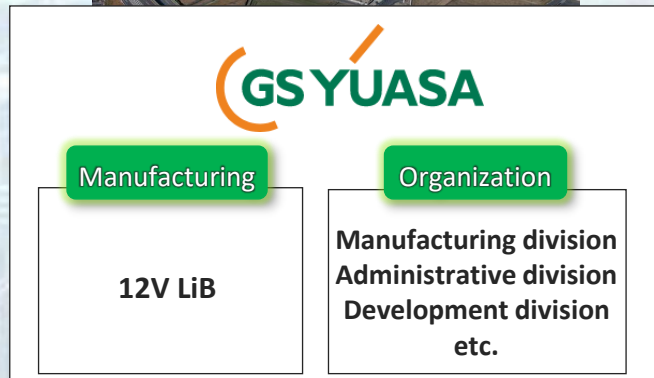 GS YUASA
Manufacturing
Organization
12V LiB
Manufacturing division
Administrative division
Development division
etc.